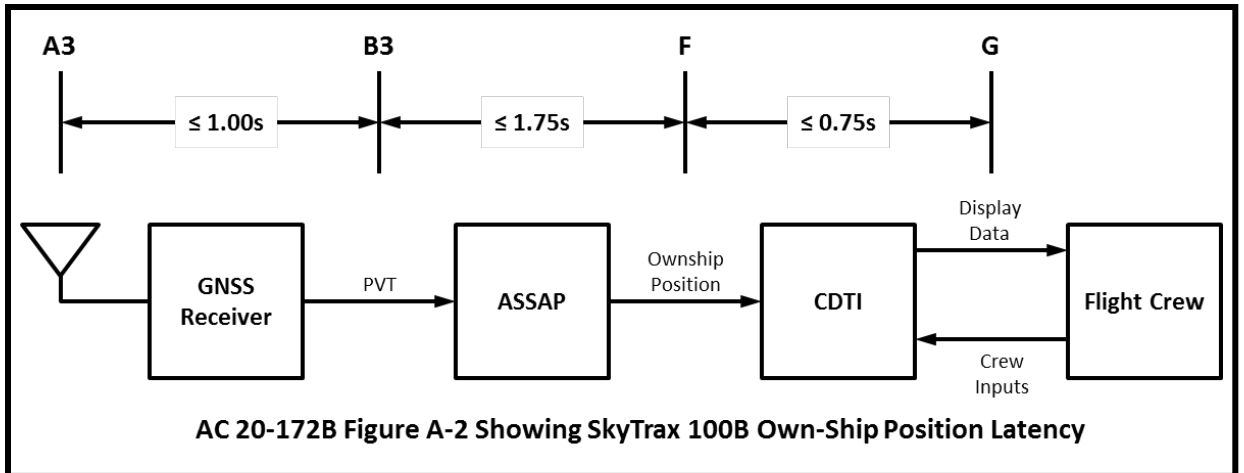 A3
B3
F
G
≤ 1.00s
≤ 1.75s
≤ 0.75s
GNSS
Receiver
PVT
ASSAP
Ownship
Position
CDTI
Display
Data
Crew
Inputs
Flight Crew
AC 20-172B Figure A-2 Showing SkyTrax 100B Own-Ship Position Latency